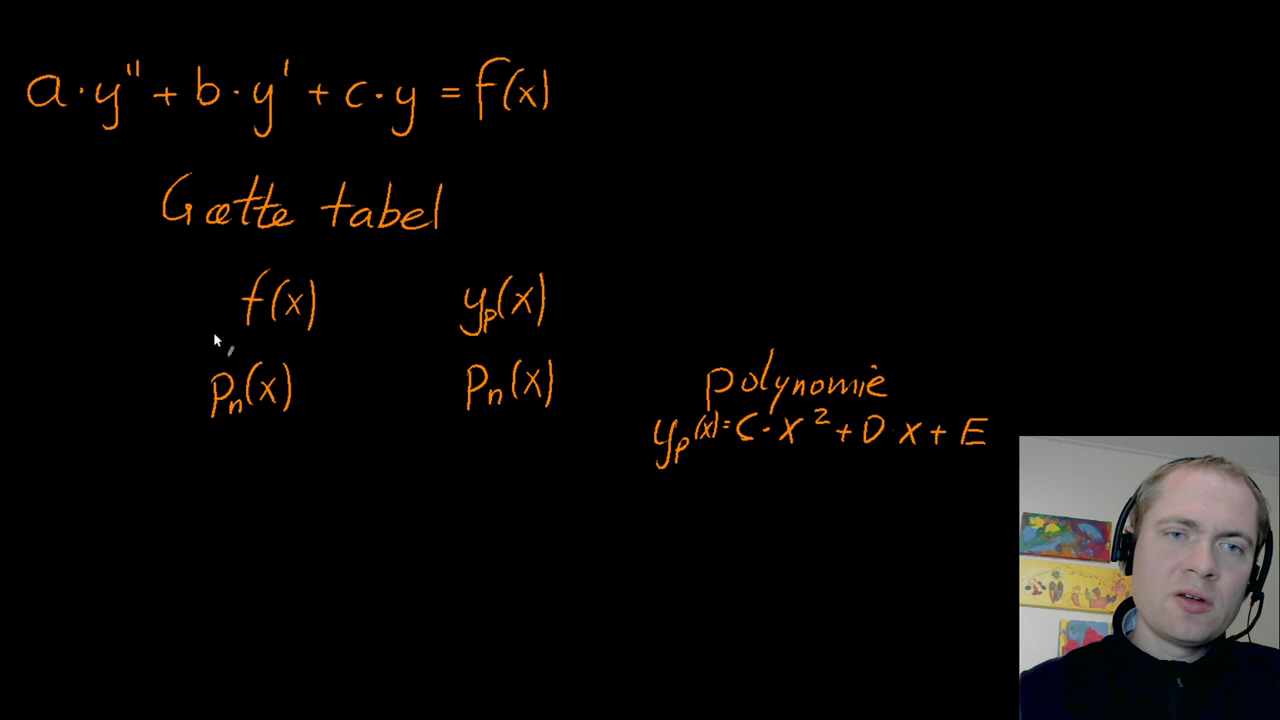 a · y'' + b · y' + c · y = f(x)
Gætte tabel
f(x) yₚ(x)
pₙ(x) pₙ(x)
polynomie
yₚ(x) = C · x² + D · x + E